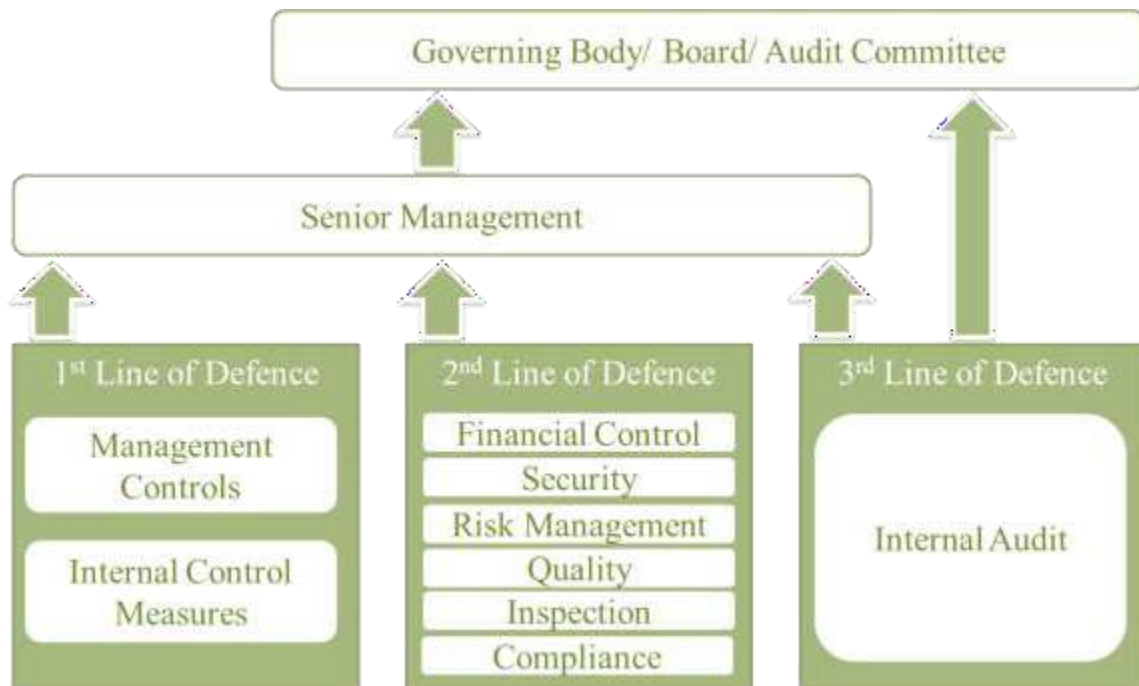 Governing Body/ Board/ Audit Committee
Senior Management
1st Line of Defence
Management
Controls
Internal Control
Measures
2nd Line of Defence
Financial Control
Security
Risk Management
Quality
Inspection
Compliance
3rd Line of Defence
Internal Audit